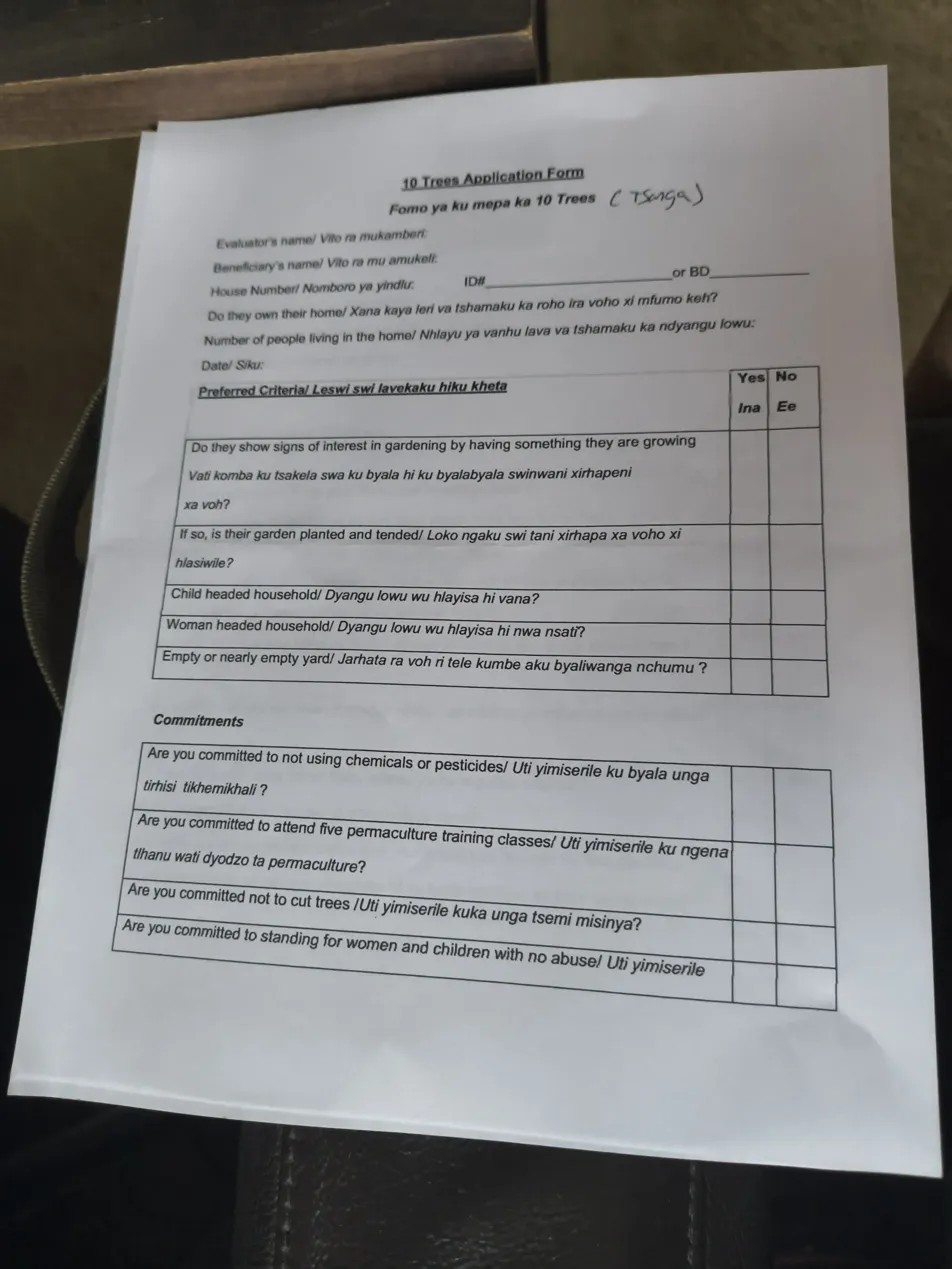 10 Trees Application Form
Fomo ya ku mepa ka 10 Trees (Tsonga)
Evaluator's name/ Vito ra mukamberi:
Beneficiary's name/ Vito ra mu amukeli:
House Number/ Nomboro ya yindlu: ID#____________________or BD__________
Do they own their home/ Xana kaya leri va tshamaku ka roho ira voho xi mfumo keh?
Number of people living in the home/ Nhlayu ya vanhu lava va tshamaku ka ndyangu lowu:
Date/ Siku:
Preferred Criteria/ Leswi swi lavekaku hiku kheta
Yes No
Ina Ee
Do they show signs of interest in gardening by having something they are growing
Vati komba ku tsakela swa ku byala hi ku byalabyala swinwani xirhapeni
xa voh?
If so, is their garden planted and tended/ Loko ngaku swi tani xirhapa xa voho xi
hlasiwile?
Child headed household/ Dyangu lowu wu hlayisa hi vana?
Woman headed household/ Dyangu lowu wu hlayisa hi nwa nsati?
Empty or nearly empty yard/ Jarhata ra voh ri tele kumbe aku byaliwanga nchumu ?
Commitments
Are you committed to not using chemicals or pesticides/ Uti yimiserile ku byala unga
tirhisi tikhemikhali ?
Are you committed to attend five permaculture training classes/ Uti yimiserile ku ngena
tlhanu wati dyodzo ta permaculture?
Are you committed not to cut trees /Uti yimiserile kuka unga tsemi misinya?
Are you committed to standing for women and children with no abuse/ Uti yimiserile